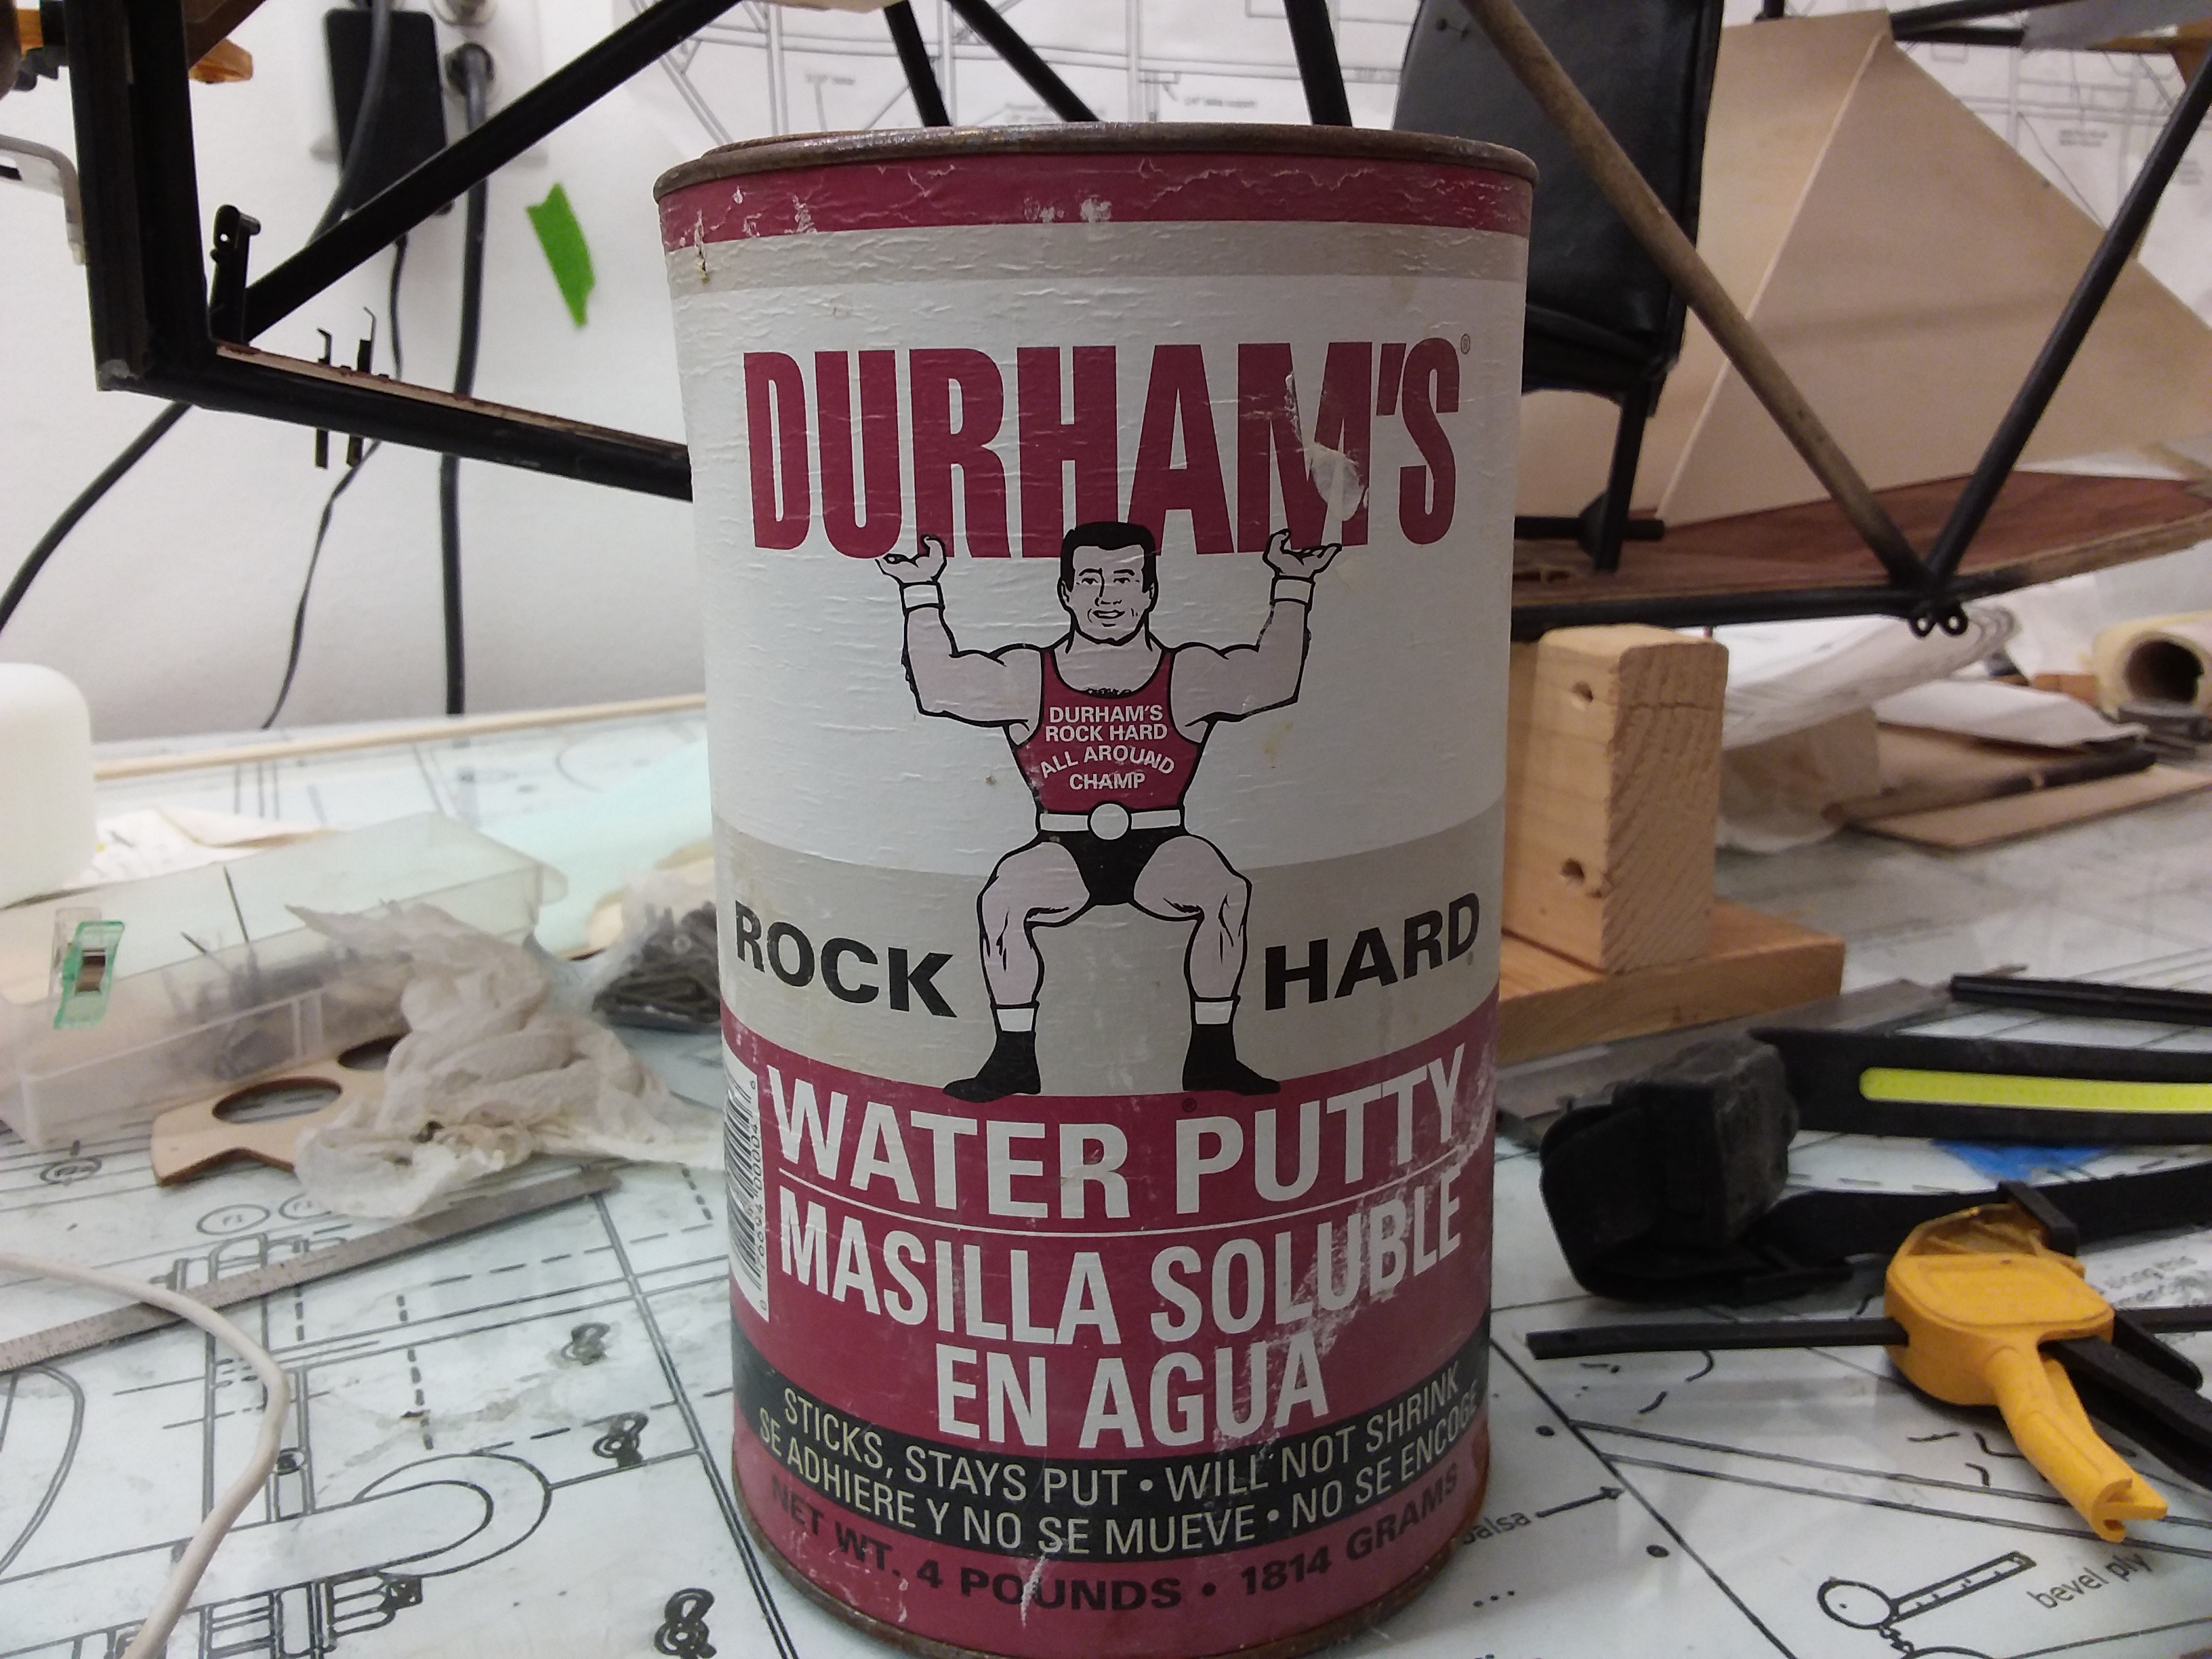 DURHAM'S®
DURHAM'S
ROCK HARD
ALL AROUND
CHAMP
ROCK HARD
WATER PUTTY
MASILLA SOLUBLE
EN AGUA
STICKS, STAYS PUT • WILL NOT SHRINK
SE ADHIERE Y NO SE MUEVE • NO SE ENCOGE
NET WT. 4 POUNDS • 1814 GRAMS
balsa
bevel ply